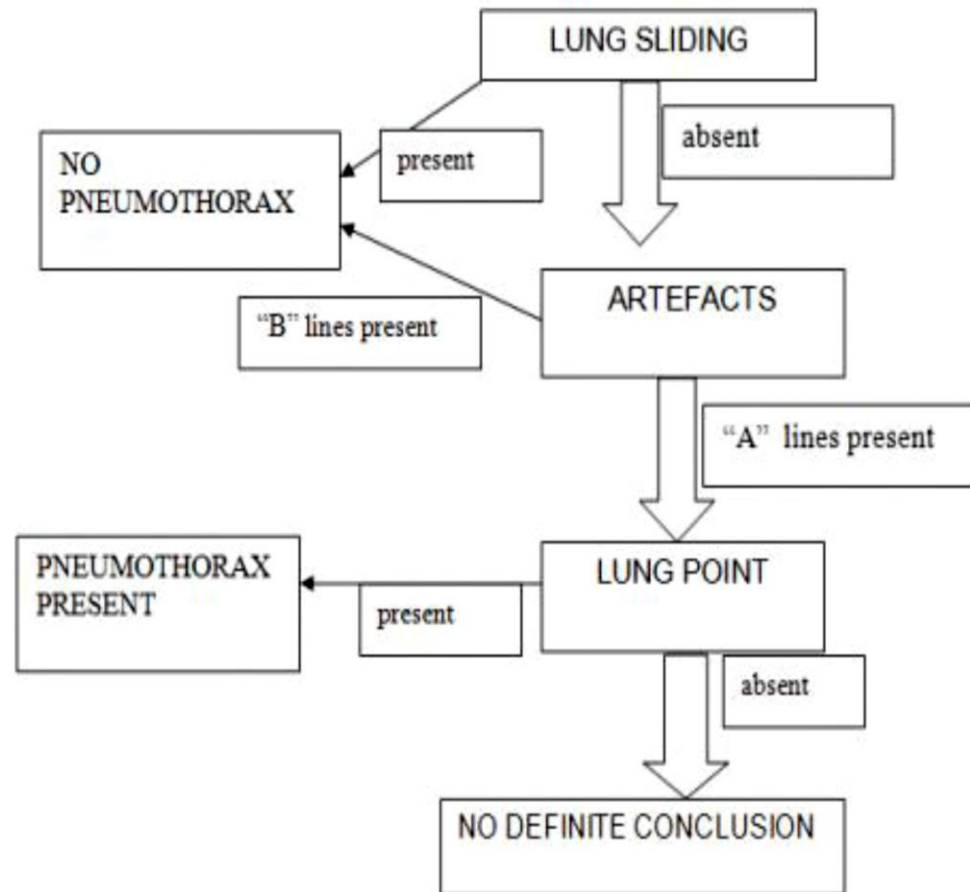 LUNG SLIDING
absent
present
NO
PNEUMOTHORAX
ARTEFACTS
“B” lines present
“A” lines present
LUNG POINT
PNEUMOTHORAX
PRESENT
present
absent
NO DEFINITE CONCLUSION